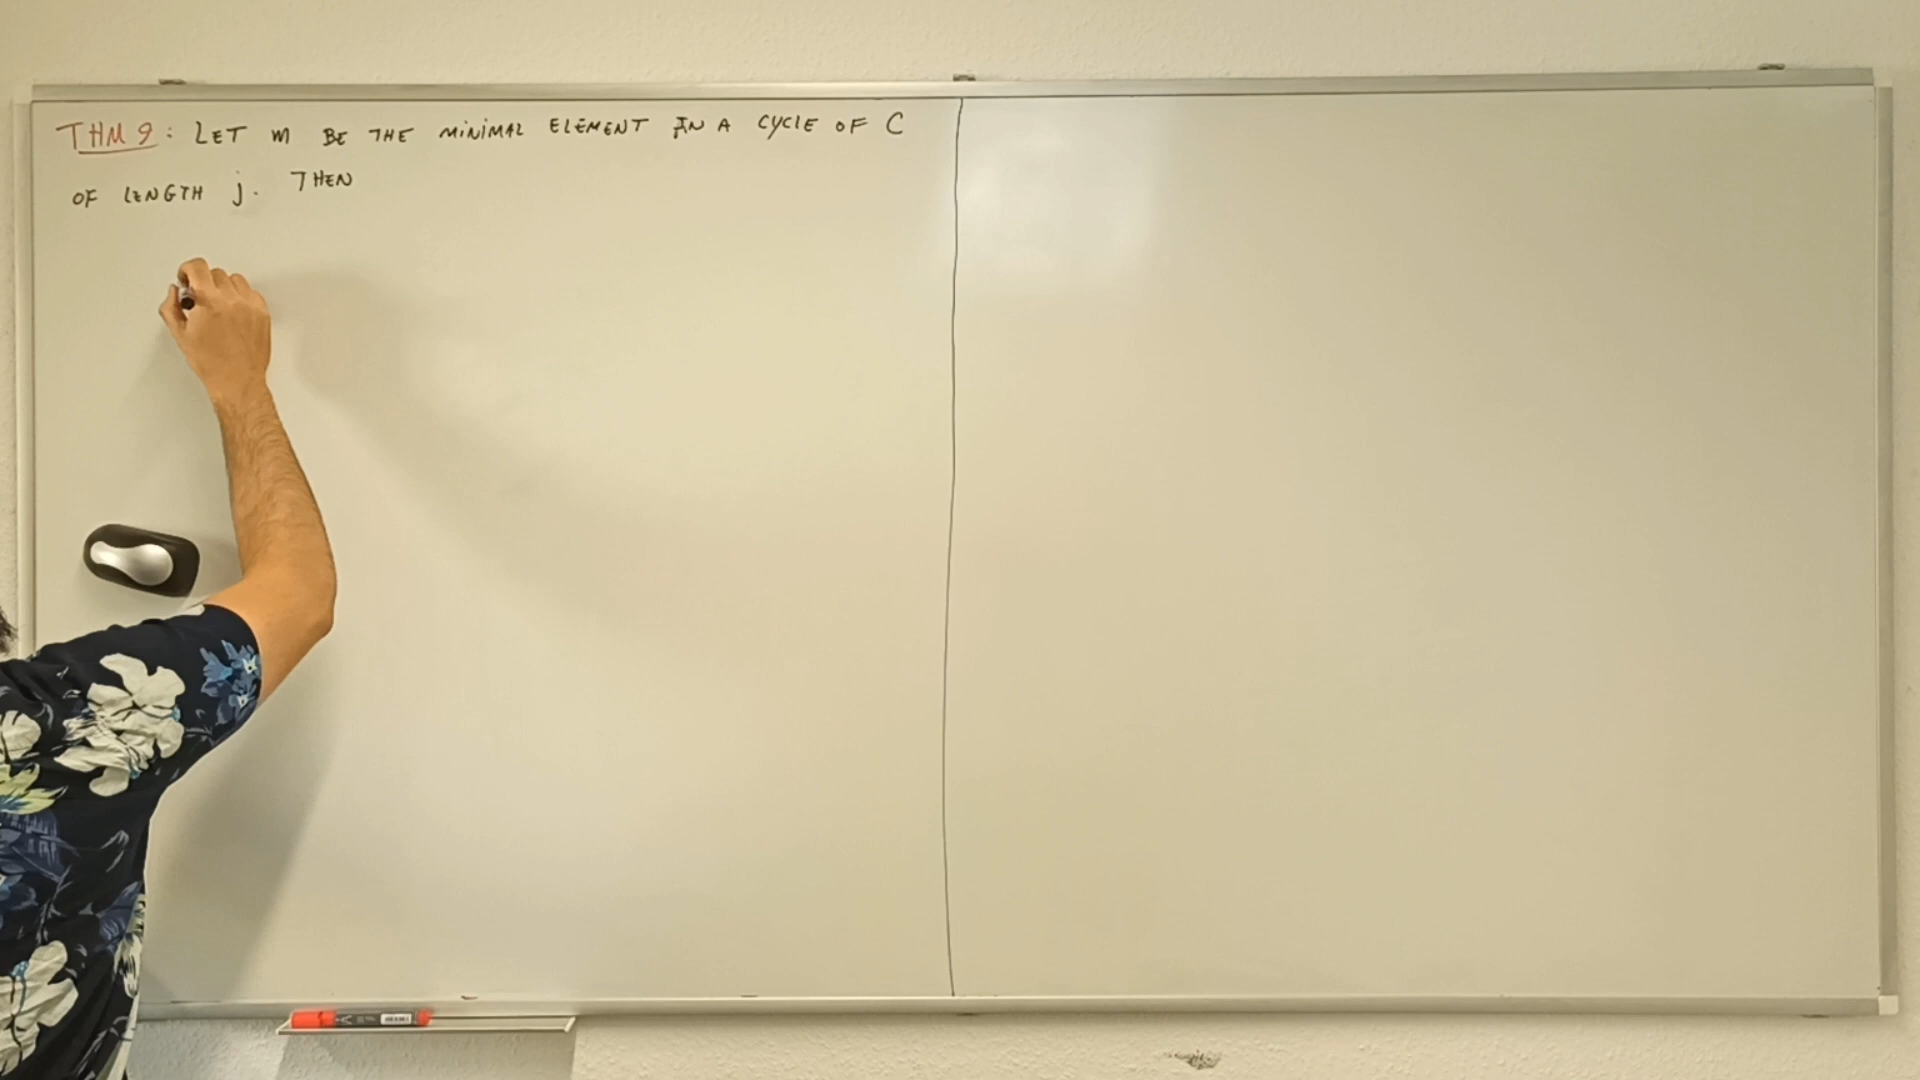 THM 9: LET m BE THE MINIMAL ELEMENT IN A CYCLE OF C
OF LENGTH j. THEN